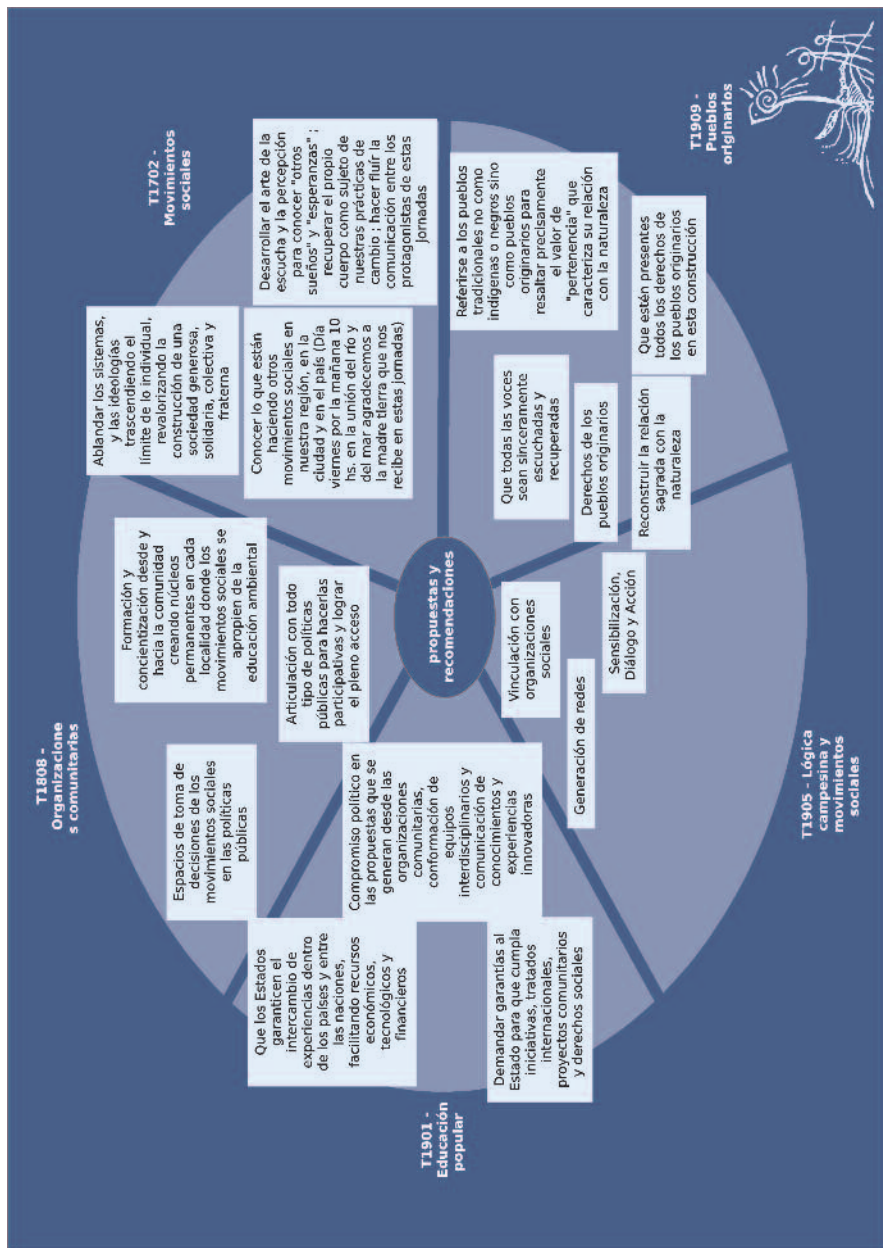 T1702 -
Movimientos
sociales
Desarrollar el arte de la
escucha y la percepción
para conocer "otros
sueños" y "esperanzas" ;
recuperar el propio
cuerpo como sujeto de
nuestras prácticas de
cambio ; hacer fluír la
comunicación entre los
protagonistas de estas
Jornadas
Ablandar los sistemas,
y las ideologías
trascendiendo el
límite de lo individual,
revalorizando la
construcción de una
sociedad generosa,
solidaria, colectiva y
fraterna
Conocer lo que están
haciendo otros
movimientos sociales en
nuestra región, en la
ciudad y en el país (Día
viernes por la mañana 10
hs. en la unión del río y
del mar agradecemos a
la madre tierra que nos
recibe en estas jornadas)
T1909 -
Pueblos
originarios
Referirse a los pueblos
tradicionales no como
indígenas o negros sino
como pueblos
originarios para
resaltar precisamente
el valor de
"pertenencia" que
caracteriza su relación
con la naturaleza
Que estén presentes
todos los derechos de
los pueblos originarios
en esta construcción
Que todas las voces
sean sinceramente
escuchadas y
recuperadas
Derechos de los
pueblos originarios
Reconstruir la relación
sagrada con la
naturaleza
propuestas y
recomendaciones
T1808 -
Organizacione
s comunitarias
Formación y
concientización desde y
hacia la comunidad
creando núcleos
permanentes en cada
localidad donde los
movimientos sociales se
apropien de la
educación ambiental
Articulación con todo
tipo de políticas
públicas para hacerlas
participativas y lograr
el pleno acceso
Espacios de toma de
decisiones de los
movimientos sociales
en las políticas
públicas
Compromiso político en
las propuestas que se
generan desde las
organizaciones
comunitarias,
conformación de
equipos
interdisciplinarios y
comunicación de
conocimientos y
experiencias
innovadoras
T1901 -
Educación
popular
Que los Estados
garanticen el
intercambio de
experiencias dentro
de los países y entre
las naciones,
facilitando recursos
económicos,
tecnológicos y
financieros
Demandar garantías al
Estado para que cumpla
iniciativas, tratados
internacionales,
proyectos comunitarios
y derechos sociales
T1905 - Lógica
campesina y
movimientos
sociales
Vinculación con
organizaciones
sociales
Generación de redes
Sensibilización,
Diálogo y Acción